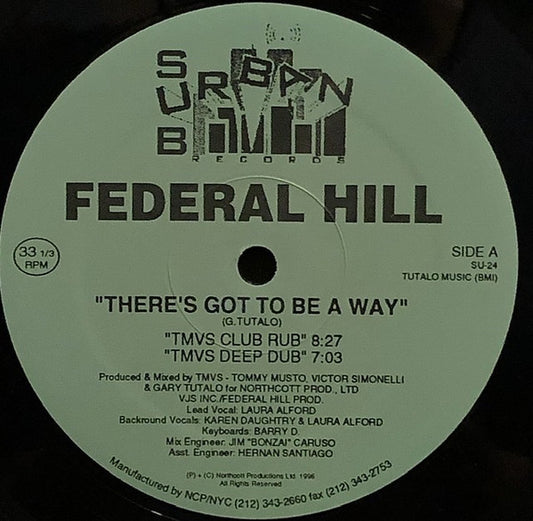 SUB URBAN
RECORDS
FEDERAL HILL
33 1/3
RPM
SIDE A
SU-24
TUTALO MUSIC (BMI)
"THERE'S GOT TO BE A WAY"
(G.TUTALO)
"TMVS CLUB RUB" 8:27
"TMVS DEEP DUB" 7:03
Produced & Mixed by TMVS - TOMMY MUSTO, VICTOR SIMONELLI
& GARY TUTALO for NORTHCOTT PROD., LTD
VJS INC./FEDERAL HILL PROD.
Lead Vocal: LAURA ALFORD
Backround Vocals: KAREN DAUGHTRY & LAURA ALFORD
Keyboards: BARRY D.
Mix Engineer: JIM "BONZAI" CARUSO
Asst. Engineer: HERNAN SANTIAGO
(P) + (C) Northcott Productions Ltd. 1996
All Rights Reserved
Manufactured by NCP/NYC (212) 343-2660 fax (212) 343-2753